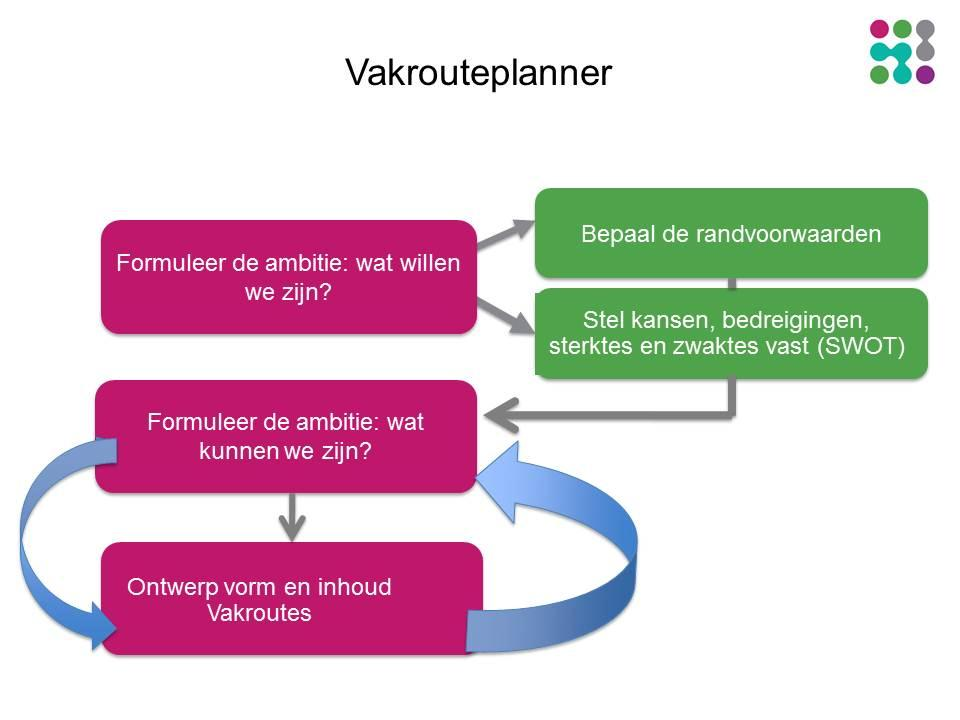 Vakrouteplanner
Formuleer de ambitie: wat willen
we zijn?
Bepaal de randvoorwaarden
Stel kansen, bedreigingen,
sterktes en zwaktes vast (SWOT)
Formuleer de ambitie: wat
kunnen we zijn?
Ontwerp vorm en inhoud
Vakroutes